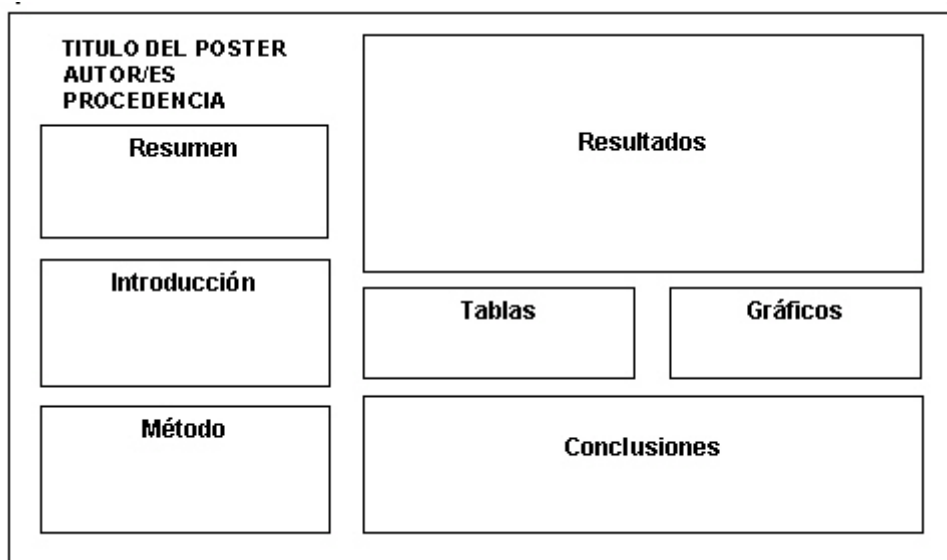 TITULO DEL POSTER
AUTOR/ES
PROCEDENCIA
Resumen
Introducción
Método
Resultados
Tablas
Gráficos
Conclusiones